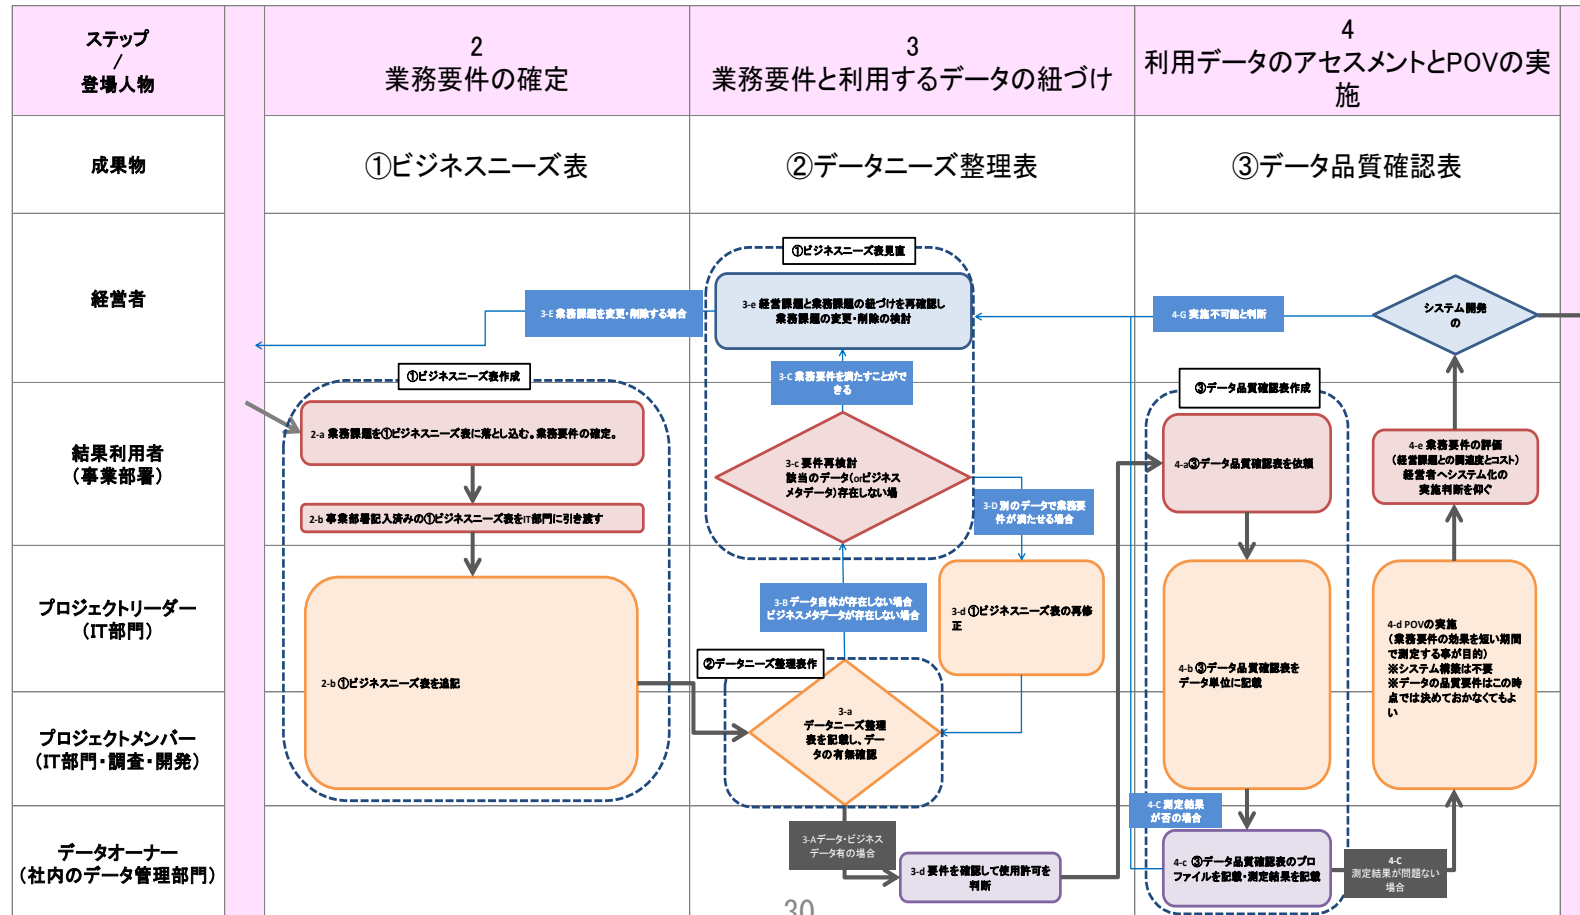 ステップ
/
登場人物
2
業務要件の確定
3
業務要件と利用するデータの紐づけ
4
利用データのアセスメントとPOVの実
施
成果物
①ビジネスニーズ表
②データニーズ整理表
③データ品質確認表
経営者
①ビジネスニーズ表見直
3-e 経営課題と業務課題の紐づけを再確認し
業務課題の変更・削除の検討
3-E 業務課題を変更・削除する場合
4-G 実施不可能と判断
システム開発
の
①ビジネスニーズ表作成
3-C 業務要件を満たすことがで
きる
③データ品質確認表作成
結果利用者
(事業部署)
2-a 業務課題を①ビジネスニーズ表に落とし込む。業務要件の確定。
2-b 事業部署記入済みの①ビジネスニーズ表をIT部門に引き渡す
3-c 要件再検討
該当のデータ(orビジネス
メタデータ)存在しない場
3-D 別のデータで業務要
件が満たせる場合
4-a③データ品質確認表を依頼
4-e 業務要件の評価
(経営課題との関連度とコスト)
経営者へシステム化の
実施判断を仰ぐ
プロジェクトリーダー
(IT部門)
3-B データ自体が存在しない場合
ビジネスメタデータが存在しない場合
3-d ①ビジネスニーズ表の再修
正
②データニーズ整理表作
2-b ①ビジネスニーズ表を追記
4-b ③データ品質確認表を
データ単位に記載
4-d POVの実施
(業務要件の効果を短い期間
で測定する事が目的)
※システム構築は不要
※データの品質要件はこの時
点では決めておかなくてもよ
い
プロジェクトメンバー
(IT部門・調査・開発)
3-a
データニーズ整理
表を記載し、デー
タの有無確認
データオーナー
(社内のデータ管理部門)
3-Aデータ・ビジネス
データ有の場合
3-d 要件を確認して使用許可を
判断
4-C 測定結果
が否の場合
4-c ③データ品質確認表のプロ
ファイルを記載・測定結果を記載
4-C
測定結果が問題ない
場合
30